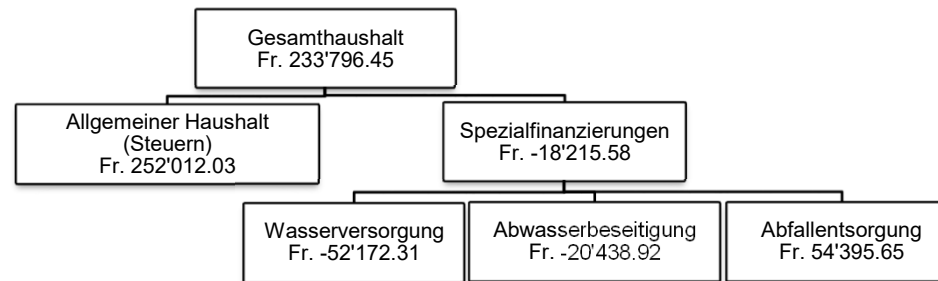 Gesamthaushalt
Fr. 233'796.45
Allgemeiner Haushalt
(Steuern)
Fr. 252'012.03
Spezialfinanzierungen
Fr. -18'215.58
Wasserversorgung
Fr. -52'172.31
Abwasserbeseitigung
Fr. -20'438.92
Abfallentsorgung
Fr. 54'395.65